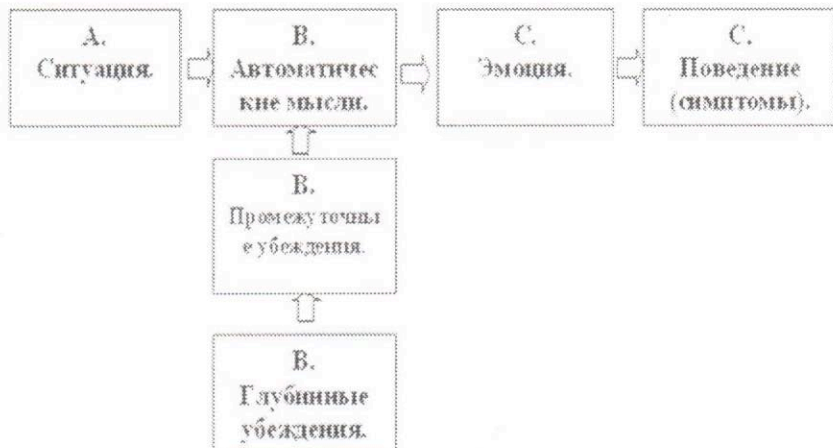 A.
Ситуация.
B.
Автоматичес
кие мысли.
C.
Эмоция.
C.
Поведение
(симптомы).
B.
Промежуточны
е убеждения.
B.
Глубинные
убеждения.